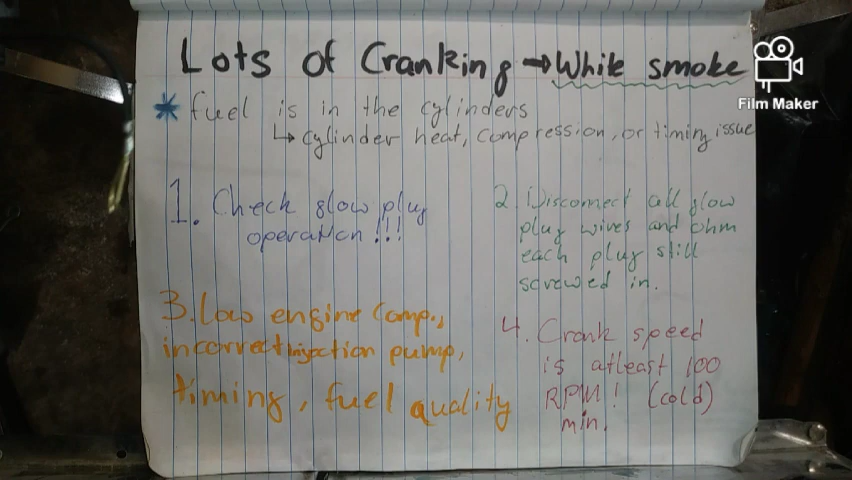 Lots of Cranking → White smoke
Film Maker
* fuel is in the cylinders
↳ cylinder heat, compression, or timing issue
1. Check glow plug
operation!!!
2. Disconnect all glow
plug wires and ohm
each plug still
screwed in.
3. Low engine comp.,
incorrect injection pump,
timing, fuel quality
4. Crank speed
is atleast 100
RPM! (cold)
min.